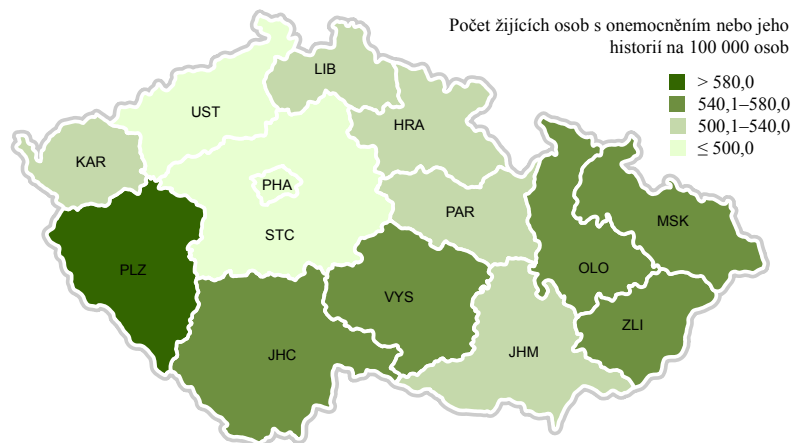 Počet žijících osob s onemocněním nebo jeho
historií na 100 000 osob
> 580,0
540,1–580,0
500,1–540,0
≤ 500,0
LIB
UST
HRA
KAR
PHA
PAR
STC
MSK
PLZ
OLO
VYS
ZLI
JHC
JHM